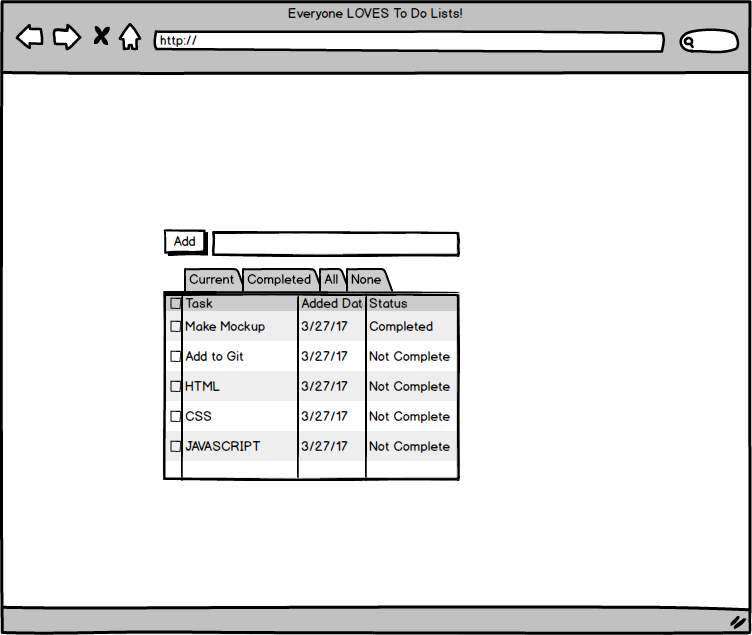 Everyone LOVES To Do Lists!
http://
Add
Current Completed All None
Task Added Dat Status
Make Mockup 3/27/17 Completed
Add to Git 3/27/17 Not Complete
HTML 3/27/17 Not Complete
CSS 3/27/17 Not Complete
JAVASCRIPT 3/27/17 Not Complete